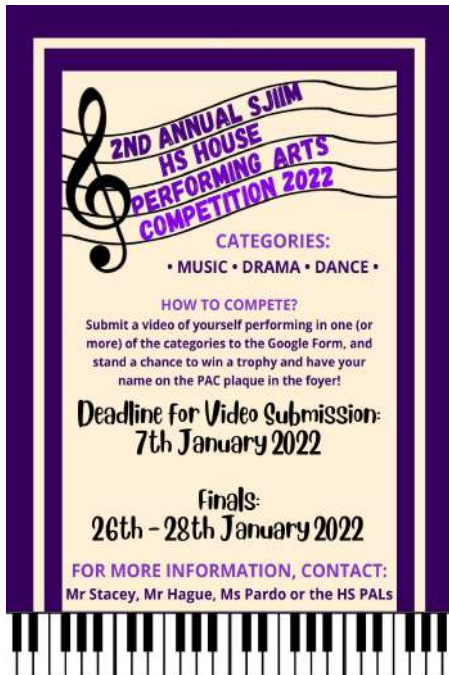 2ND ANNUAL SJIIM
HS HOUSE
PERFORMING ARTS
COMPETITION 2022
CATEGORIES:
• MUSIC • DRAMA • DANCE •
HOW TO COMPETE?
Submit a video of yourself performing in one (or
more) of the categories to the Google Form, and
stand a chance to win a trophy and have your
name on the PAC plaque in the foyer!
Deadline for Video Submission:
7th January 2022
Finals:
26th - 28th January 2022
FOR MORE INFORMATION, CONTACT:
Mr Stacey, Mr Hague, Ms Pardo or the HS PALs